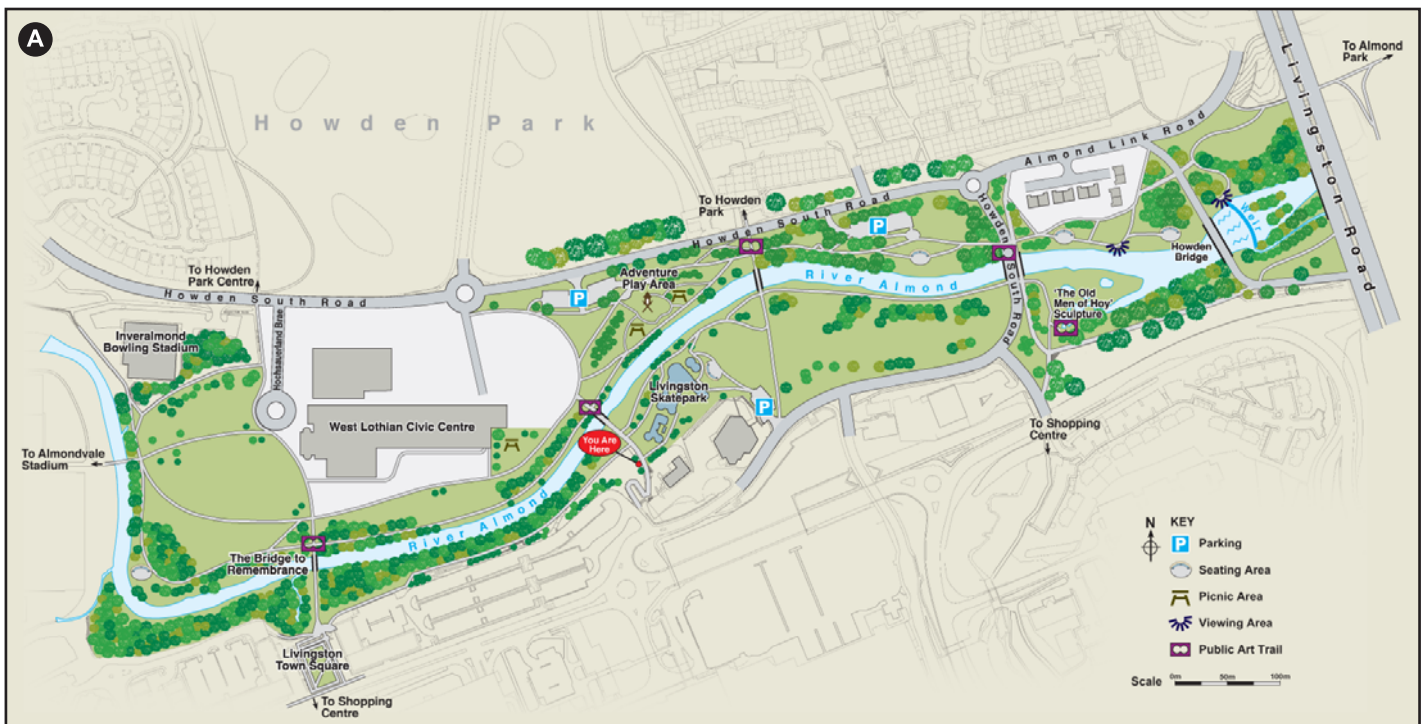 A
Howden Park
Livingston Road
To Almond
Park
Almond Link Road
To Howden
Park
Howden South Road
Howden South Road
P
Weir
Howden
Bridge
Adventure
Play Area
P
River Almond
'The Old
Men of Hoy'
Sculpture
To Howden
Park Centre
Howden South Road
Inveralmond
Bowling Stadium
Hochsauerland Brae
Livingston
Skatepark
P
West Lothian Civic Centre
You Are
Here
To Shopping
Centre
To Almondvale
Stadium
River Almond
The Bridge to
Remembrance
Livingston
Town Square
To Shopping
Centre
N
KEY
P Parking
Seating Area
Picnic Area
Viewing Area
Public Art Trail
Scale
0m 50m 100m